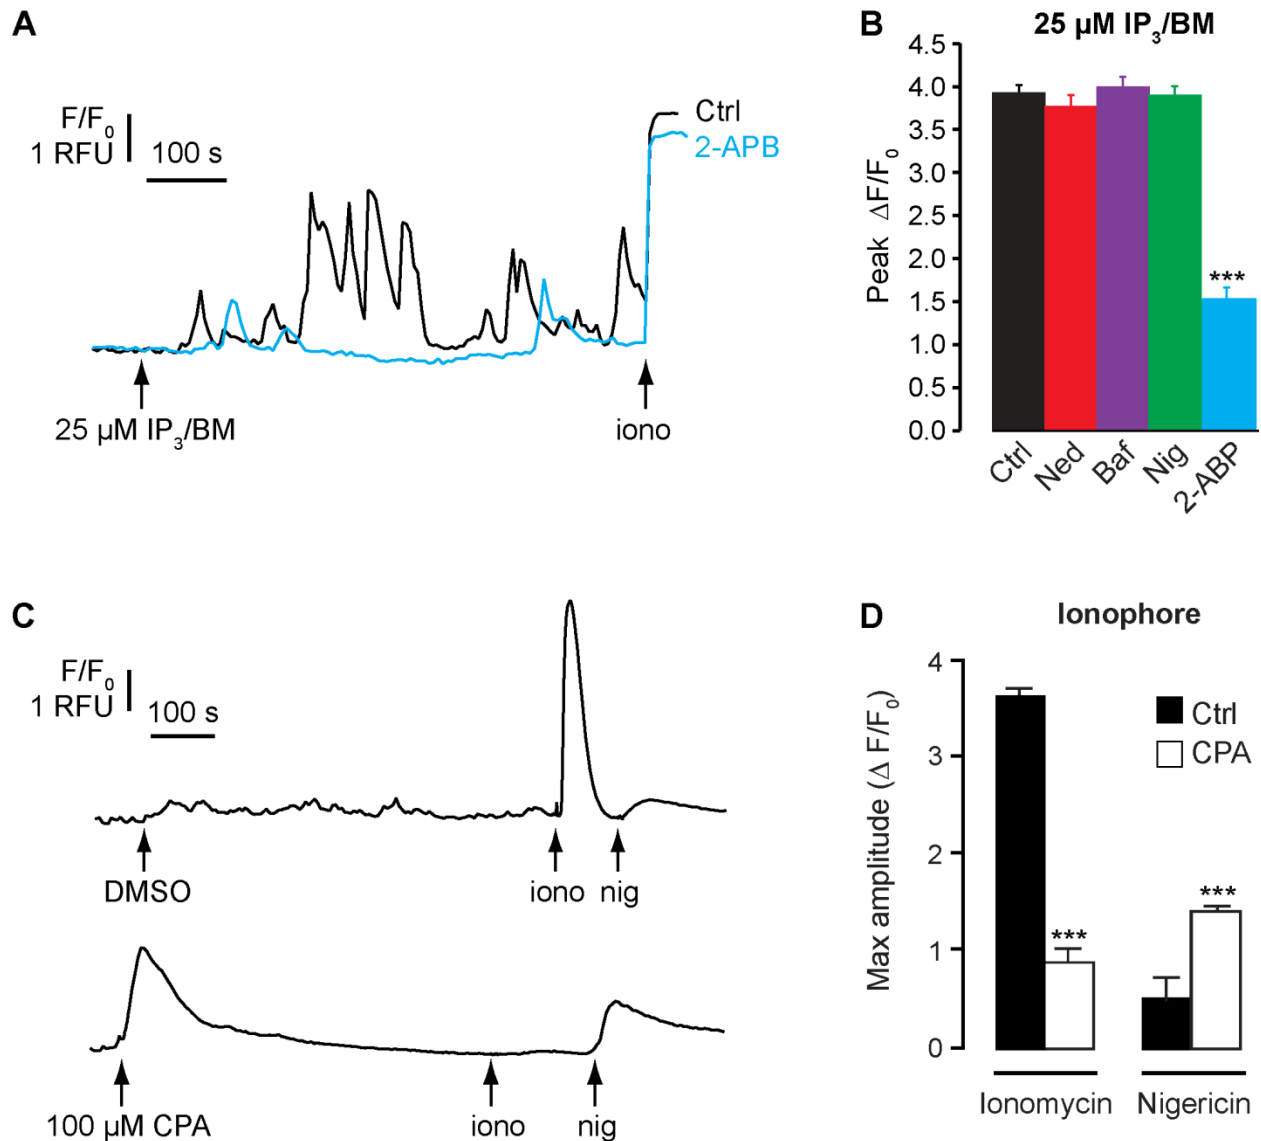 A
F/F0
1 RFU
100 s
Ctrl
2-APB
25 µM IP3/BM
iono
B
25 µM IP3/BM
Peak ΔF/F0
4.5
4.0
3.5
3.0
2.5
2.0
1.5
1.0
0.5
0.0
***
Ctrl
Ned
Baf
Nig
2-ABP
C
F/F0
1 RFU
100 s
DMSO
iono
nig
100 µM CPA
iono
nig
D
Ionophore
Max amplitude (Δ F/F0)
4
3
2
1
0
Ctrl
CPA
***
***
Ionomycin
Nigericin